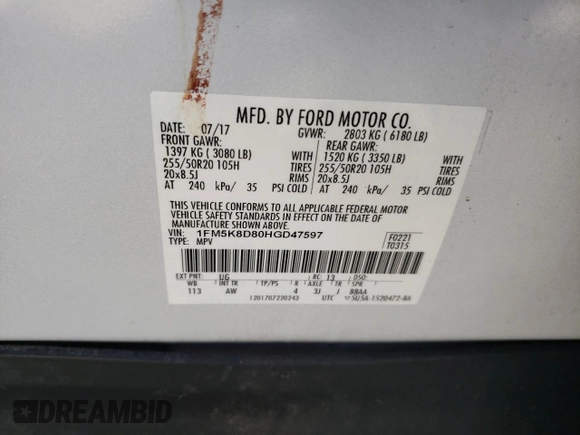 MFD. BY FORD MOTOR CO.
DATE: 07/17 GVWR: 2803 KG ( 6180 LB)
FRONT GAWR: REAR GAWR:
1397 KG ( 3080 LB) WITH 1520 KG ( 3350 LB) WITH
255/50R20 105H TIRES 255/50R20 105H TIRES
20x8.5J RIMS 20x8.5J RIMS
AT 240 kPa/ 35 PSI COLD AT 240 kPa/ 35 PSI COLD
THIS VEHICLE CONFORMS TO ALL APPLICABLE FEDERAL MOTOR
VEHICLE SAFETY STANDARDS IN EFFECT ON THE DATE OF
MANUFACTURE SHOWN ABOVE.
VIN: 1FM5K8D80HGD47597 F0221
TYPE: MPV T0315
EXT PNT: UG RC: 13 DSO:
WB INT TR TP/PS R AXLE TR SPR
113 AW 4 3J J BBAA
1201707220243 UTC 5U5A-1520472-BA
DREAMBID